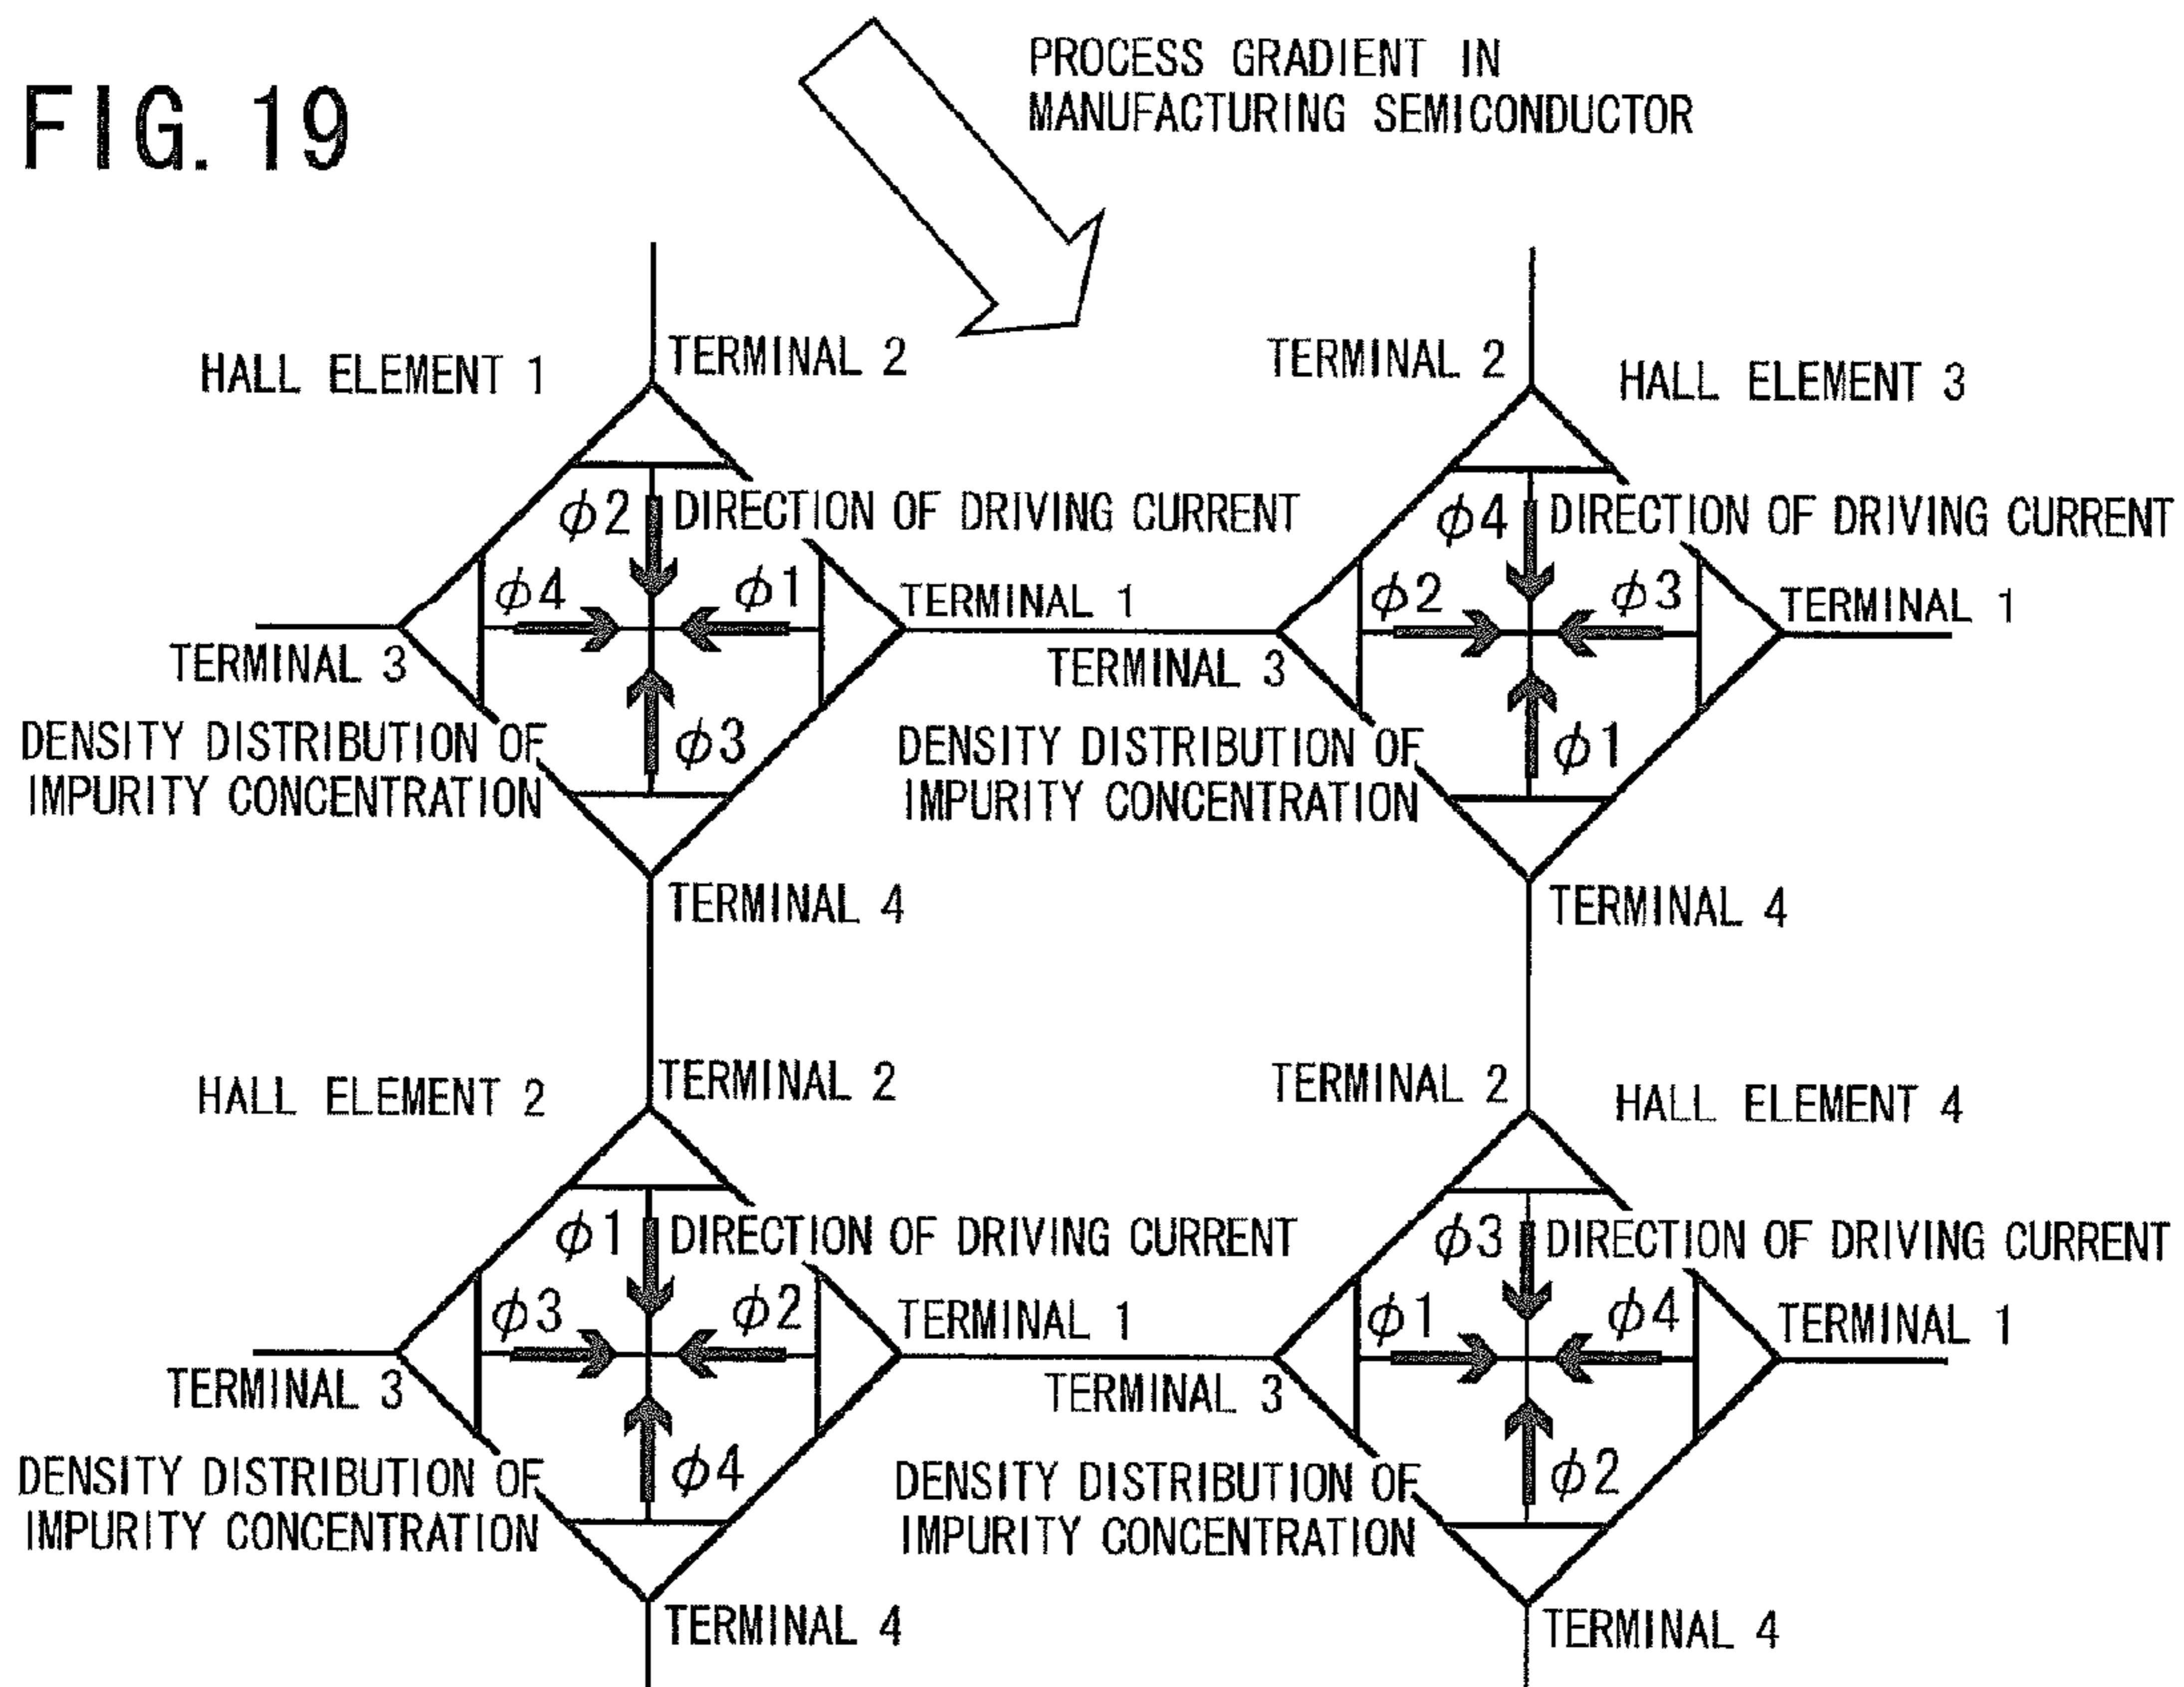 FIG. 19
PROCESS GRADIENT IN
MANUFACTURING SEMICONDUCTOR
HALL ELEMENT 1
TERMINAL 2
TERMINAL 2
HALL ELEMENT 3
ϕ2
DIRECTION OF DRIVING CURRENT
ϕ4
DIRECTION OF DRIVING CURRENT
ϕ4
ϕ1
TERMINAL 1
ϕ2
ϕ3
TERMINAL 1
TERMINAL 3
TERMINAL 3
DENSITY DISTRIBUTION OF
IMPURITY CONCENTRATION
ϕ3
DENSITY DISTRIBUTION OF
IMPURITY CONCENTRATION
ϕ1
TERMINAL 4
TERMINAL 4
HALL ELEMENT 2
TERMINAL 2
TERMINAL 2
HALL ELEMENT 4
ϕ1
DIRECTION OF DRIVING CURRENT
ϕ3
DIRECTION OF DRIVING CURRENT
ϕ3
ϕ2
TERMINAL 1
ϕ1
ϕ4
TERMINAL 1
TERMINAL 3
TERMINAL 3
DENSITY DISTRIBUTION OF
IMPURITY CONCENTRATION
ϕ4
DENSITY DISTRIBUTION OF
IMPURITY CONCENTRATION
ϕ2
TERMINAL 4
TERMINAL 4